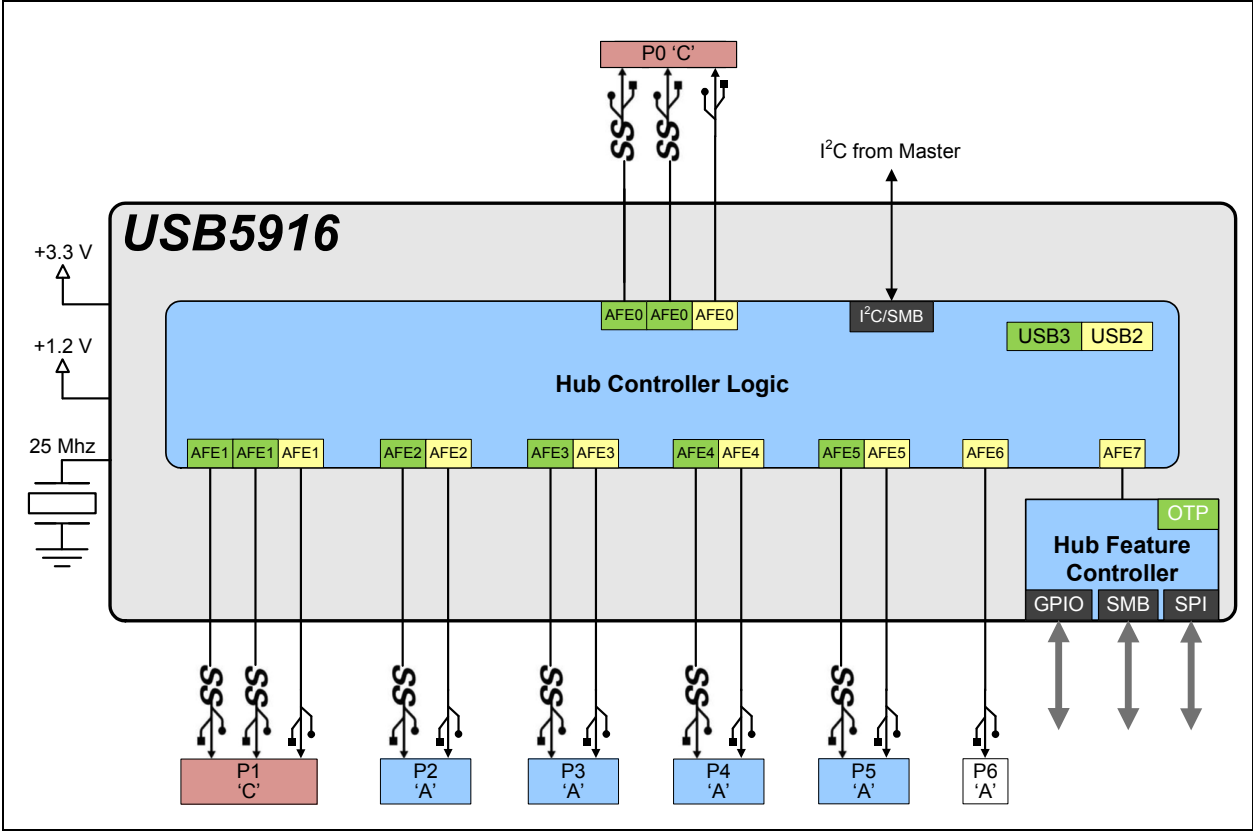 P0 ‘C’
SS SS
I²C from Master
USB5916
+3.3 V
AFE0 AFE0 AFE0
I²C/SMB
USB3 USB2
+1.2 V
Hub Controller Logic
25 Mhz
AFE1 AFE1 AFE1 AFE2 AFE2 AFE3 AFE3 AFE4 AFE4 AFE5 AFE5 AFE6 AFE7
OTP
Hub Feature
Controller
GPIO SMB SPI
SS SS SS SS SS SS
P1
‘C’
P2
‘A’
P3
‘A’
P4
‘A’
P5
‘A’
P6
‘A’